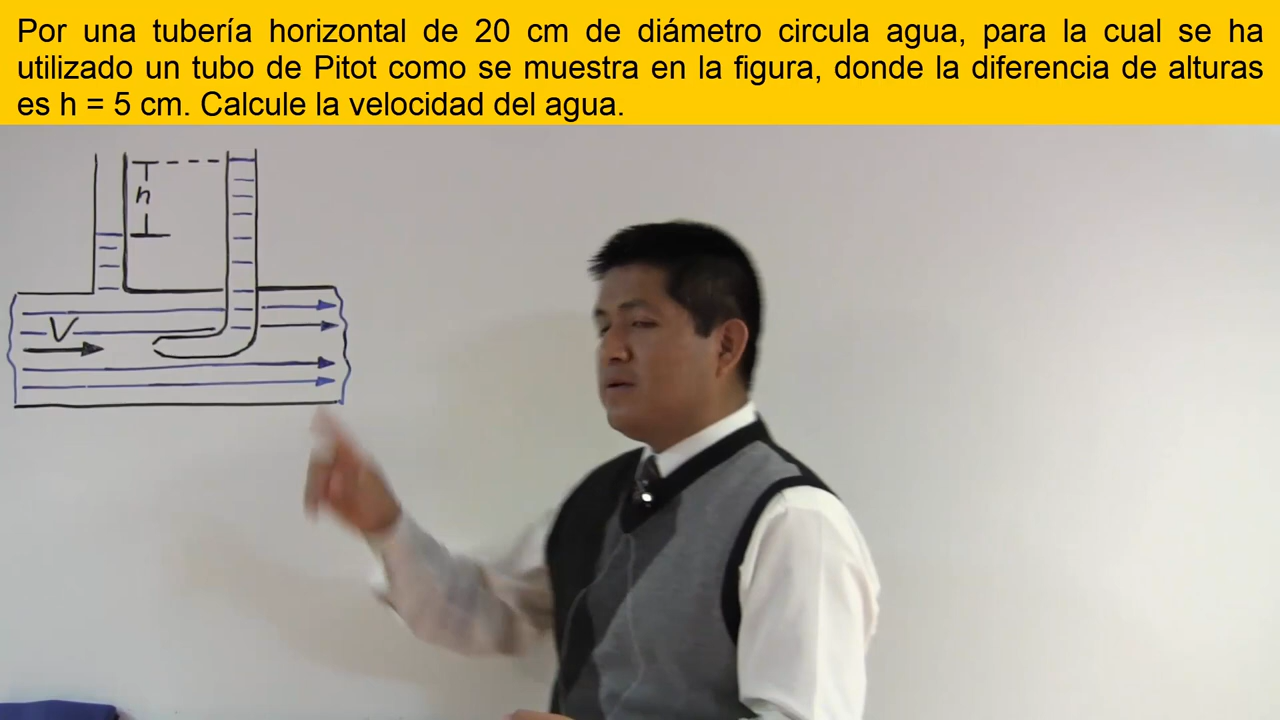 Por una tubería horizontal de 20 cm de diámetro circula agua, para la cual se ha
utilizado un tubo de Pitot como se muestra en la figura, donde la diferencia de alturas
es h = 5 cm. Calcule la velocidad del agua.
h
V